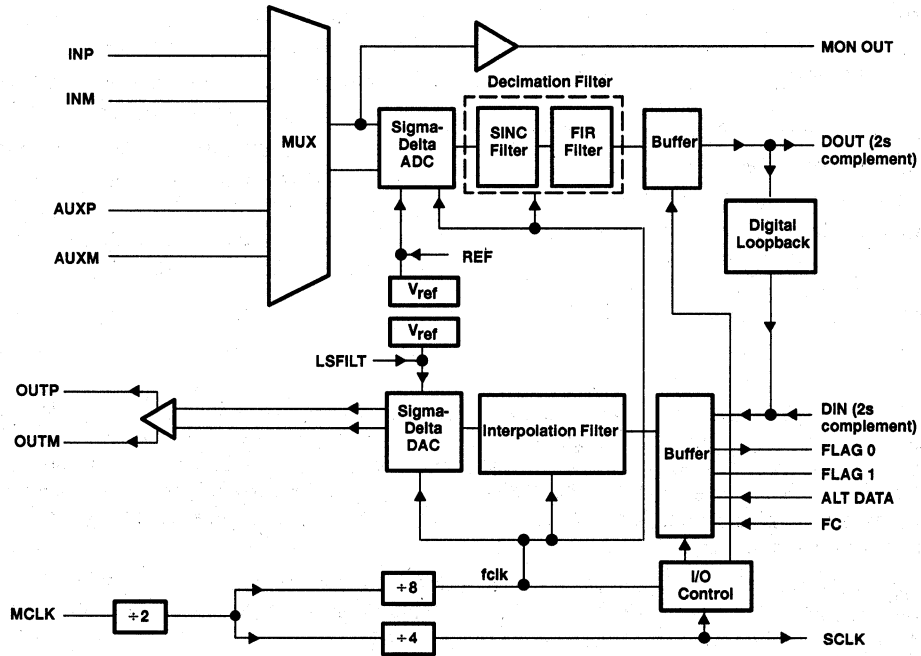 INP
INM
AUXP
AUXM
MUX
MON OUT
Decimation Filter
Sigma-
Delta
ADC
SINC
Filter
FIR
Filter
Buffer
DOUT (2s
complement)
Digital
Loopback
REF
Vref
Vref
LSFILT
OUTP
OUTM
Sigma-
Delta
DAC
Interpolation Filter
Buffer
DIN (2s
complement)
FLAG 0
FLAG 1
ALT DATA
FC
fclk
I/O
Control
MCLK
÷2
÷8
÷4
SCLK